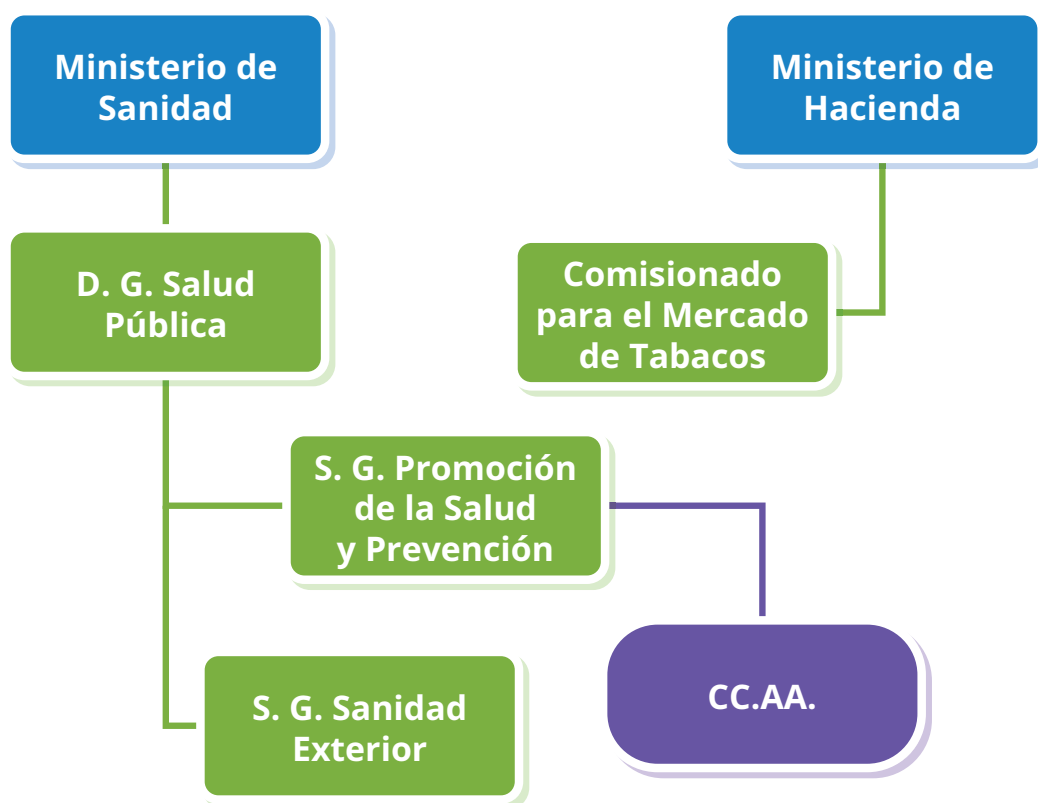 Ministerio de
Sanidad
Ministerio de
Hacienda
D. G. Salud
Pública
Comisionado
para el Mercado
de Tabacos
S. G. Promoción
de la Salud
y Prevención
S. G. Sanidad
Exterior
CC.AA.